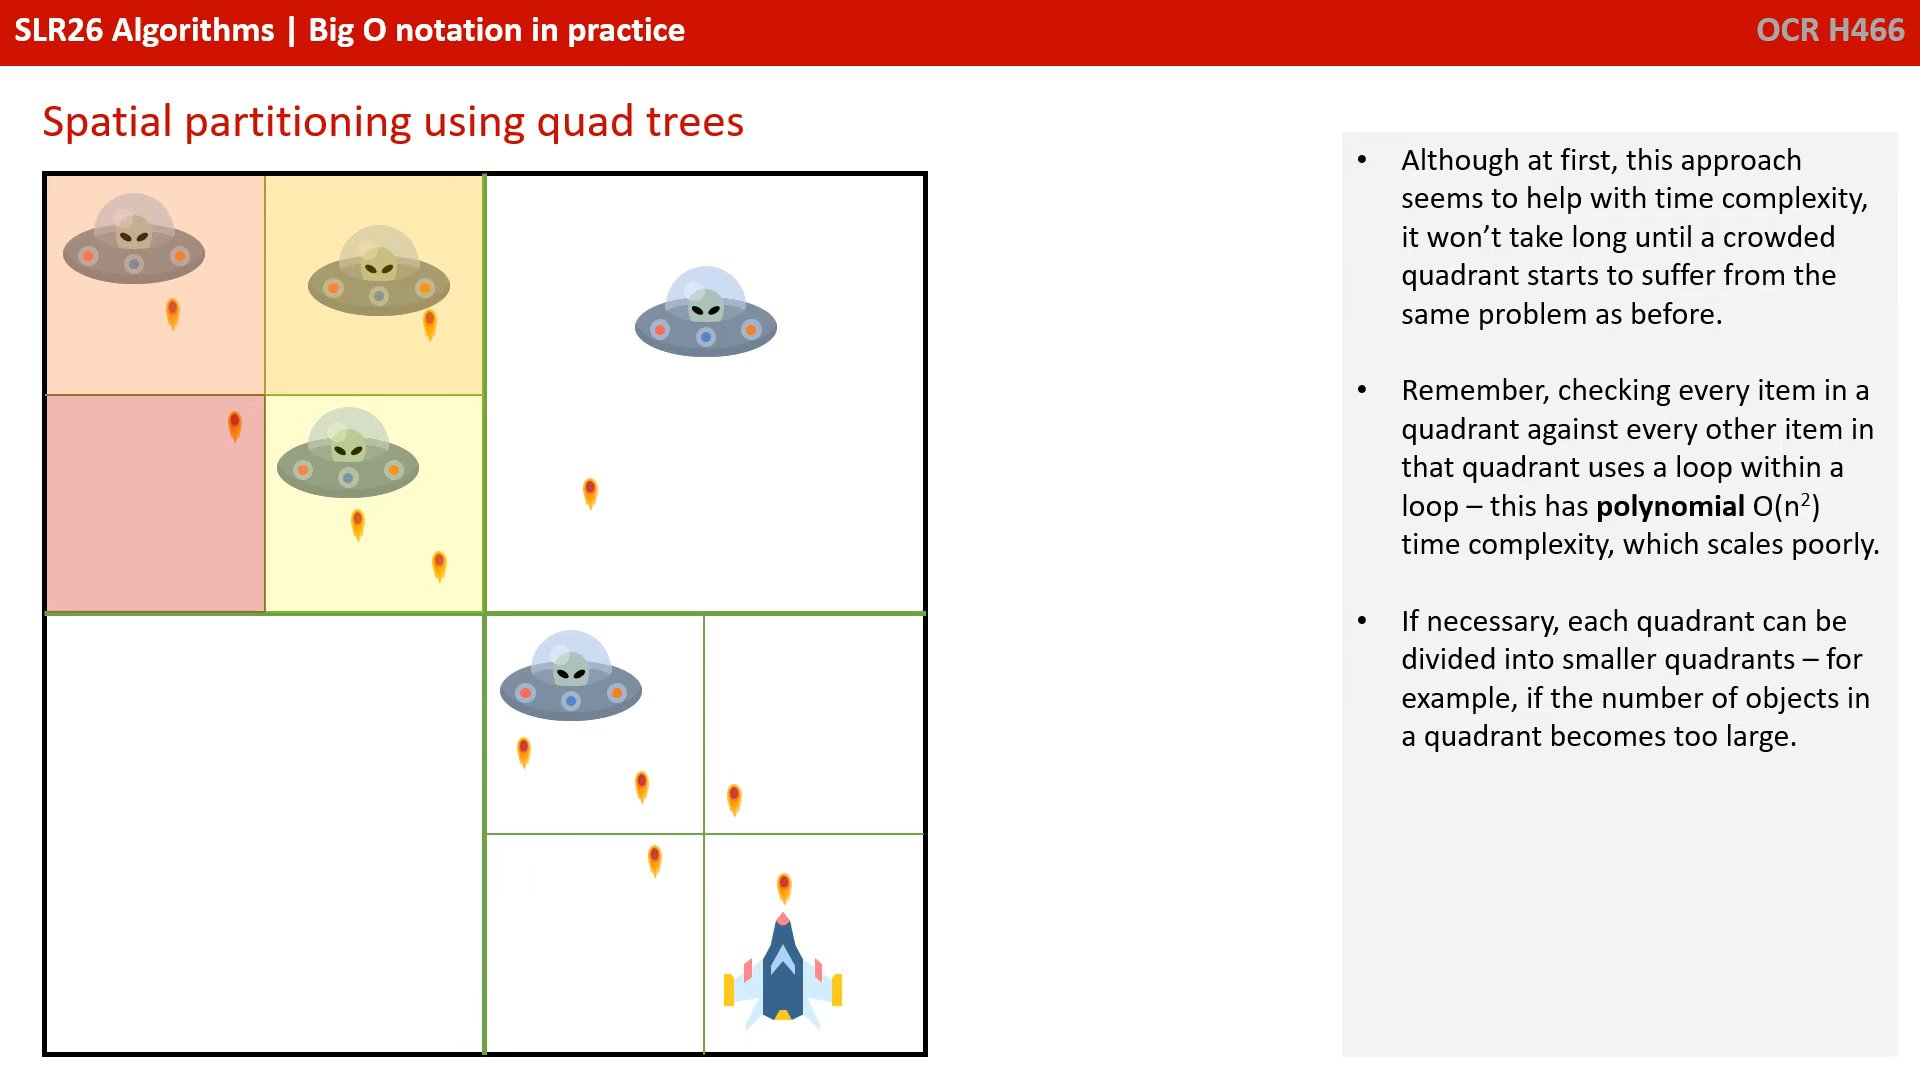 SLR26 Algorithms | Big O notation in practice
OCR H466
Spatial partitioning using quad trees
• Although at first, this approach
seems to help with time complexity,
it won’t take long until a crowded
quadrant starts to suffer from the
same problem as before.
• Remember, checking every item in a
quadrant against every other item in
that quadrant uses a loop within a
loop – this has polynomial O(n²)
time complexity, which scales poorly.
• If necessary, each quadrant can be
divided into smaller quadrants – for
example, if the number of objects in
a quadrant becomes too large.